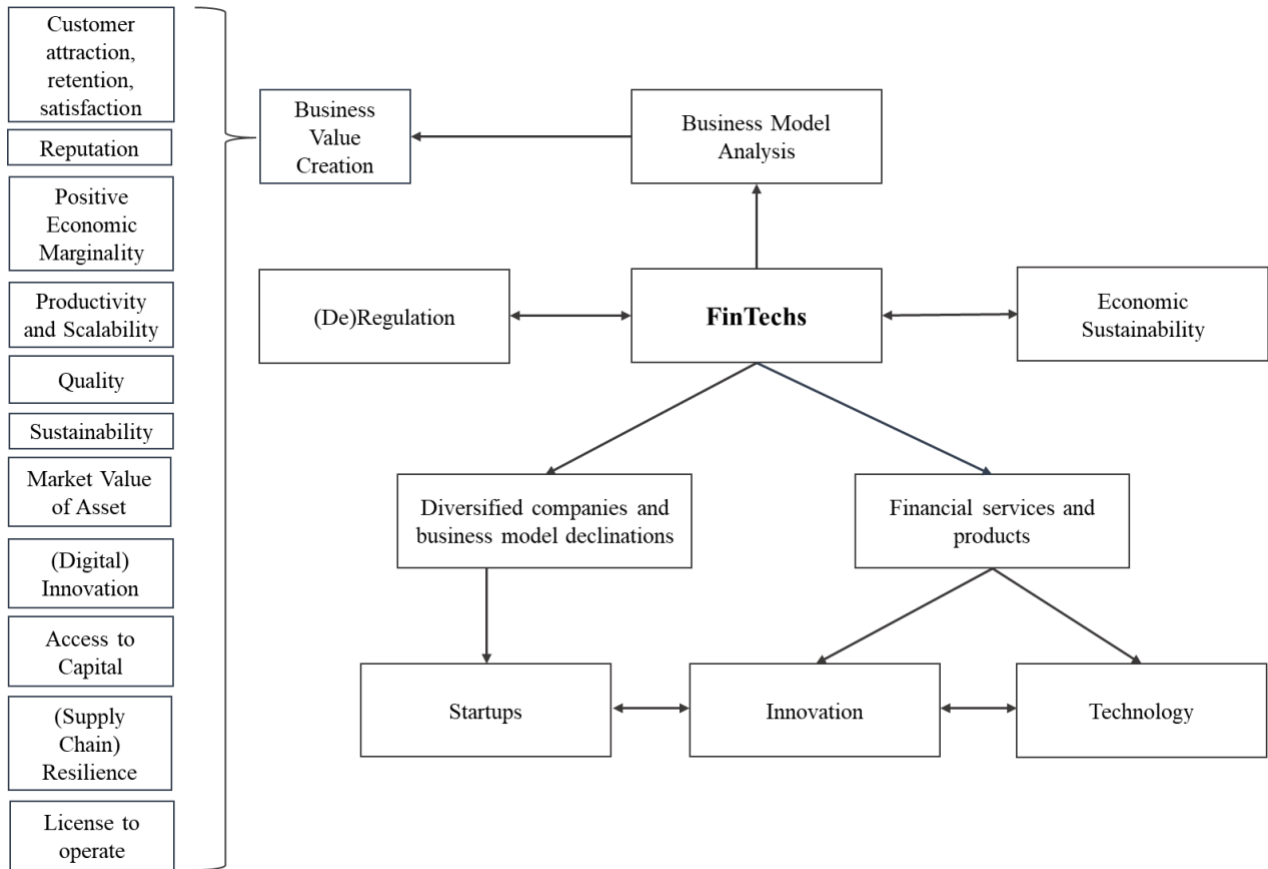 Customer
attraction,
retention,
satisfaction
Reputation
Positive
Economic
Marginality
Productivity
and Scalability
Quality
Sustainability
Market Value
of Asset
(Digital)
Innovation
Access to
Capital
(Supply
Chain)
Resilience
License to
operate
Business
Value
Creation
Business Model
Analysis
(De)Regulation
FinTechs
Economic
Sustainability
Diversified companies and
business model declinations
Financial services and
products
Startups
Innovation
Technology